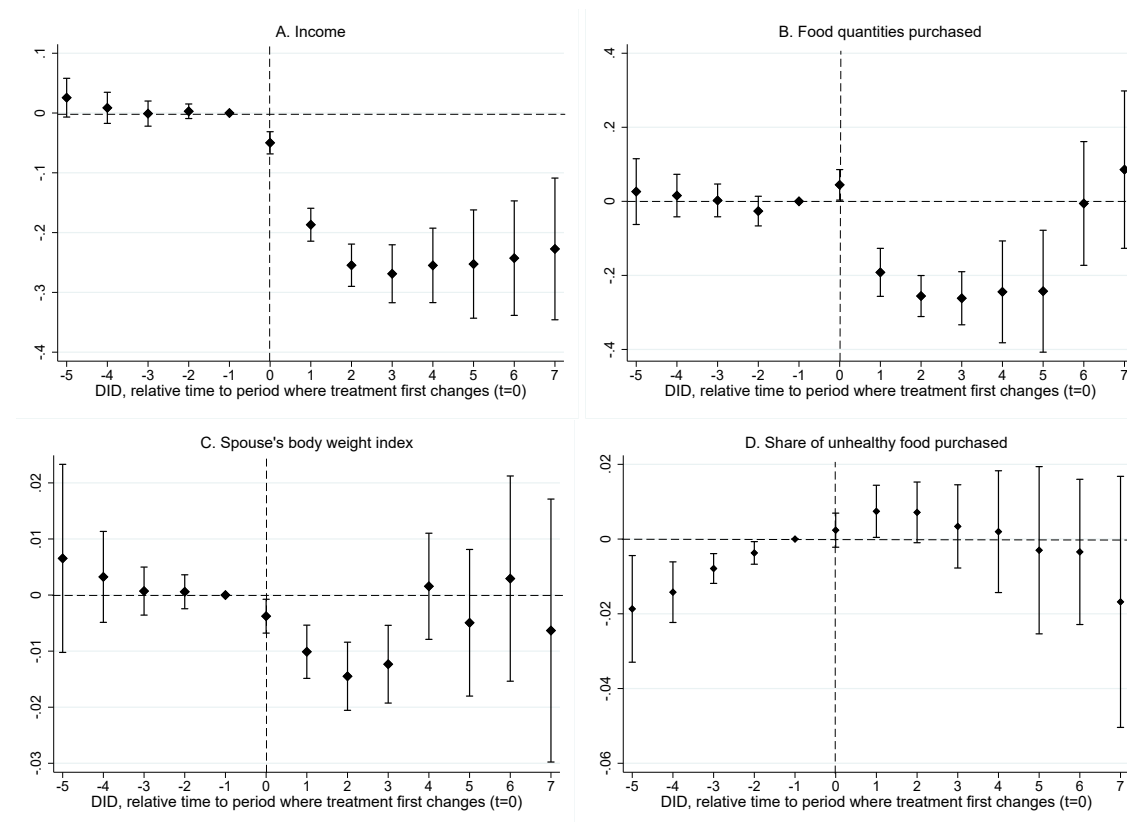 A. Income
.1
0
-.1
-.2
-.3
-.4
-5 -4 -3 -2 -1 0 1 2 3 4 5 6 7
DID, relative time to period where treatment first changes (t=0)
B. Food quantities purchased
.4
.2
0
-.2
-.4
-5 -4 -3 -2 -1 0 1 2 3 4 5 6 7
DID, relative time to period where treatment first changes (t=0)
C. Spouse's body weight index
.02
.01
0
-.01
-.02
-.03
-5 -4 -3 -2 -1 0 1 2 3 4 5 6 7
DID, relative time to period where treatment first changes (t=0)
D. Share of unhealthy food purchased
.02
0
-.02
-.04
-.06
-5 -4 -3 -2 -1 0 1 2 3 4 5 6 7
DID, relative time to period where treatment first changes (t=0)